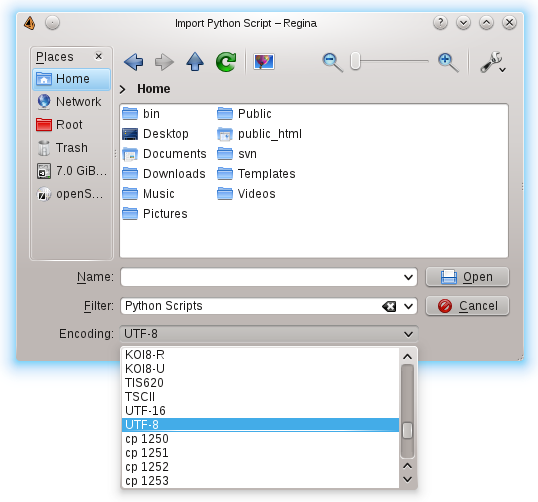 Import Python Script – Regina
Places
Home
Network
Root
Trash
7.0 GiB...
openS...
Home
bin
Desktop
Documents
Downloads
Music
Pictures
Public
public_html
svn
Templates
Videos
Name:
Open
Filter: Python Scripts
Cancel
Encoding: UTF-8
KOI8-R
KOI8-U
TIS620
TSCII
UTF-16
UTF-8
cp 1250
cp 1251
cp 1252
cp 1253